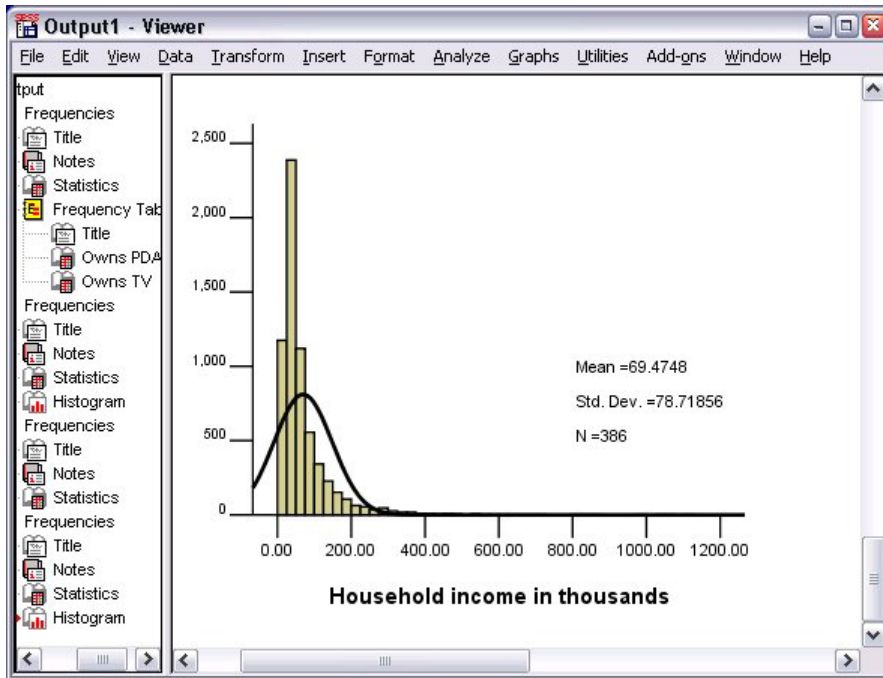 Output1 - Viewer
File Edit View Data Transform Insert Format Analyze Graphs Utilities Add-ons Window Help
tput
Frequencies
Title
Notes
Statistics
Frequency Tab
Title
Owns PDA
Owns TV
Frequencies
Title
Notes
Statistics
Histogram
Frequencies
Title
Notes
Statistics
Frequencies
Title
Notes
Statistics
Histogram
2,500
2,000
1,500
1,000
500
0
Mean =69.4748
Std. Dev. =78.71856
N =386
0.00 200.00 400.00 600.00 800.00 1000.00 1200.00
Household income in thousands